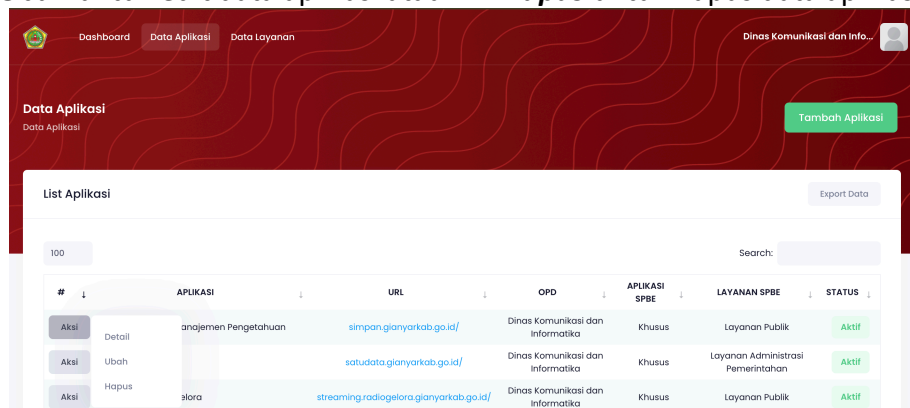 Dashboard Data Aplikasi Data Layanan Dinas Komunikasi dan Info...
Data Aplikasi
Data Aplikasi
Tambah Aplikasi
List Aplikasi
Export Data
100
Search:
# ↓ APLIKASI ↓ URL ↓ OPD ↓ APLIKASI SPBE ↓ LAYANAN SPBE ↓ STATUS ↓
Aksi anajemen Pengetahuan simpan.gianyarkab.go.id/ Dinas Komunikasi dan Informatika Khusus Layanan Publik Aktif
Detail
Aksi satudata.gianyarkab.go.id/ Dinas Komunikasi dan Informatika Khusus Layanan Administrasi Pemerintahan Aktif
Ubah
Aksi elora streaming.radiogelora.gianyarkab.go.id/ Dinas Komunikasi dan Informatika Khusus Layanan Publik Aktif
Hapus